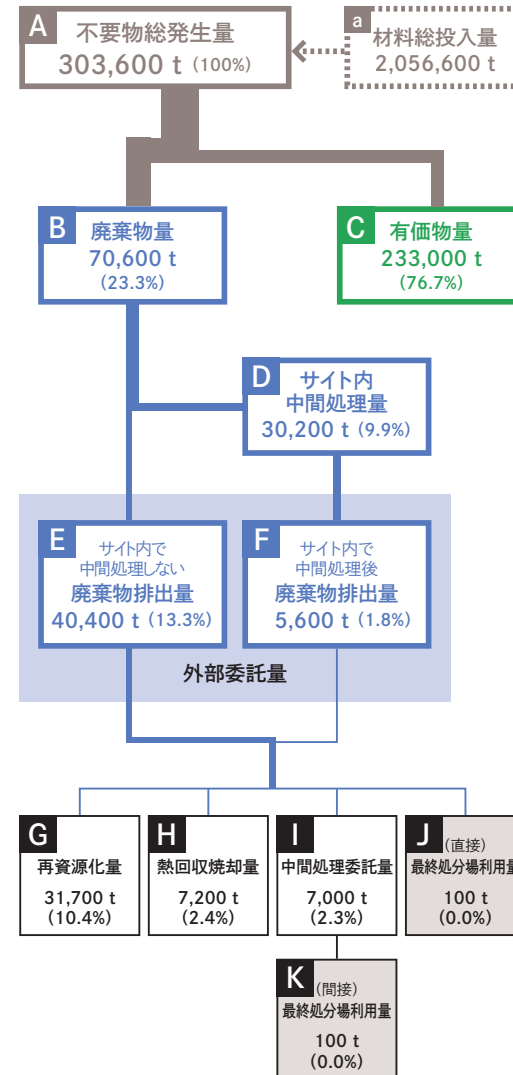 A
不要物総発生量
303,600 t (100%)
a
材料総投入量
2,056,600 t
B
廃棄物量
70,600 t
(23.3%)
C
有価物量
233,000 t
(76.7%)
D
サイト内
中間処理量
30,200 t (9.9%)
E
サイト内で
中間処理しない
廃棄物排出量
40,400 t (13.3%)
F
サイト内で
中間処理後
廃棄物排出量
5,600 t (1.8%)
外部委託量
G
再資源化量
31,700 t
(10.4%)
H
熱回収焼却量
7,200 t
(2.4%)
I
中間処理委託量
7,000 t
(2.3%)
J
(直接)
最終処分場利用量
100 t
(0.0%)
K
(間接)
最終処分場利用量
100 t
(0.0%)